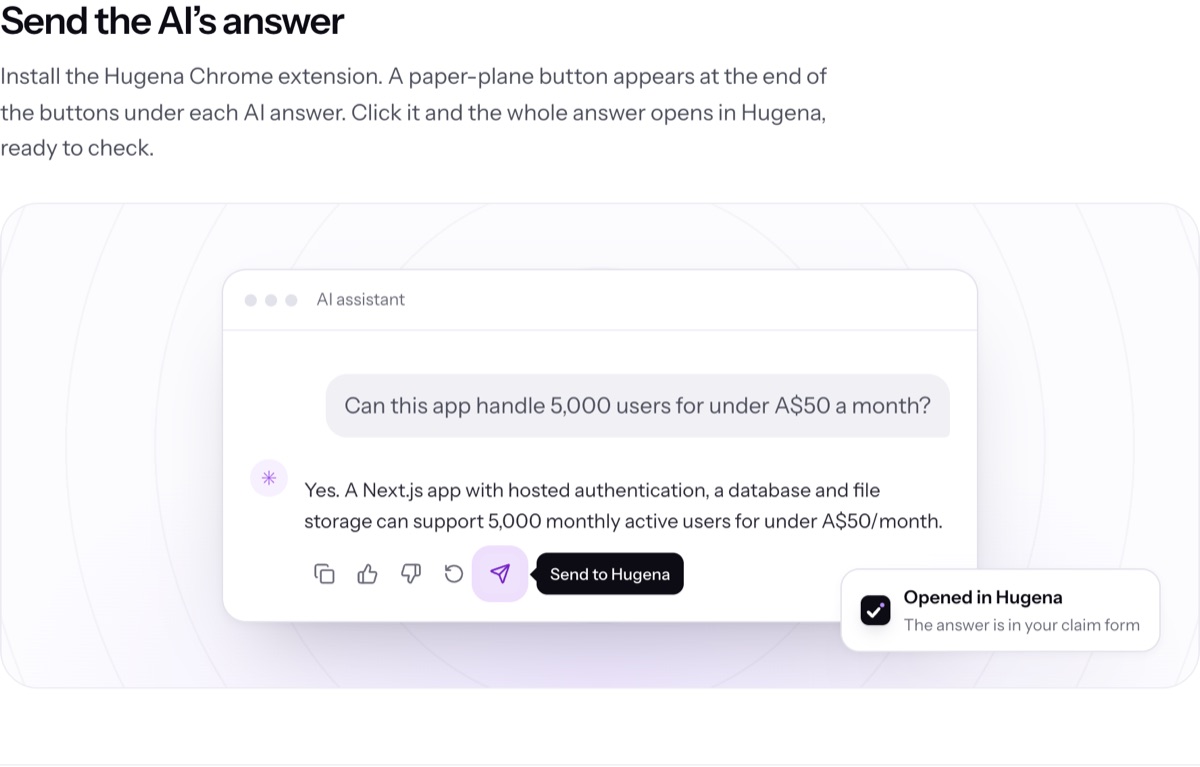 Send the AI’s answer
Install the Hugena Chrome extension. A paper-plane button appears at the end of
the buttons under each AI answer. Click it and the whole answer opens in Hugena,
ready to check.
AI assistant
Can this app handle 5,000 users for under A$50 a month?
Yes. A Next.js app with hosted authentication, a database and file
storage can support 5,000 monthly active users for under A$50/month.
Send to Hugena
Opened in Hugena
The answer is in your claim form